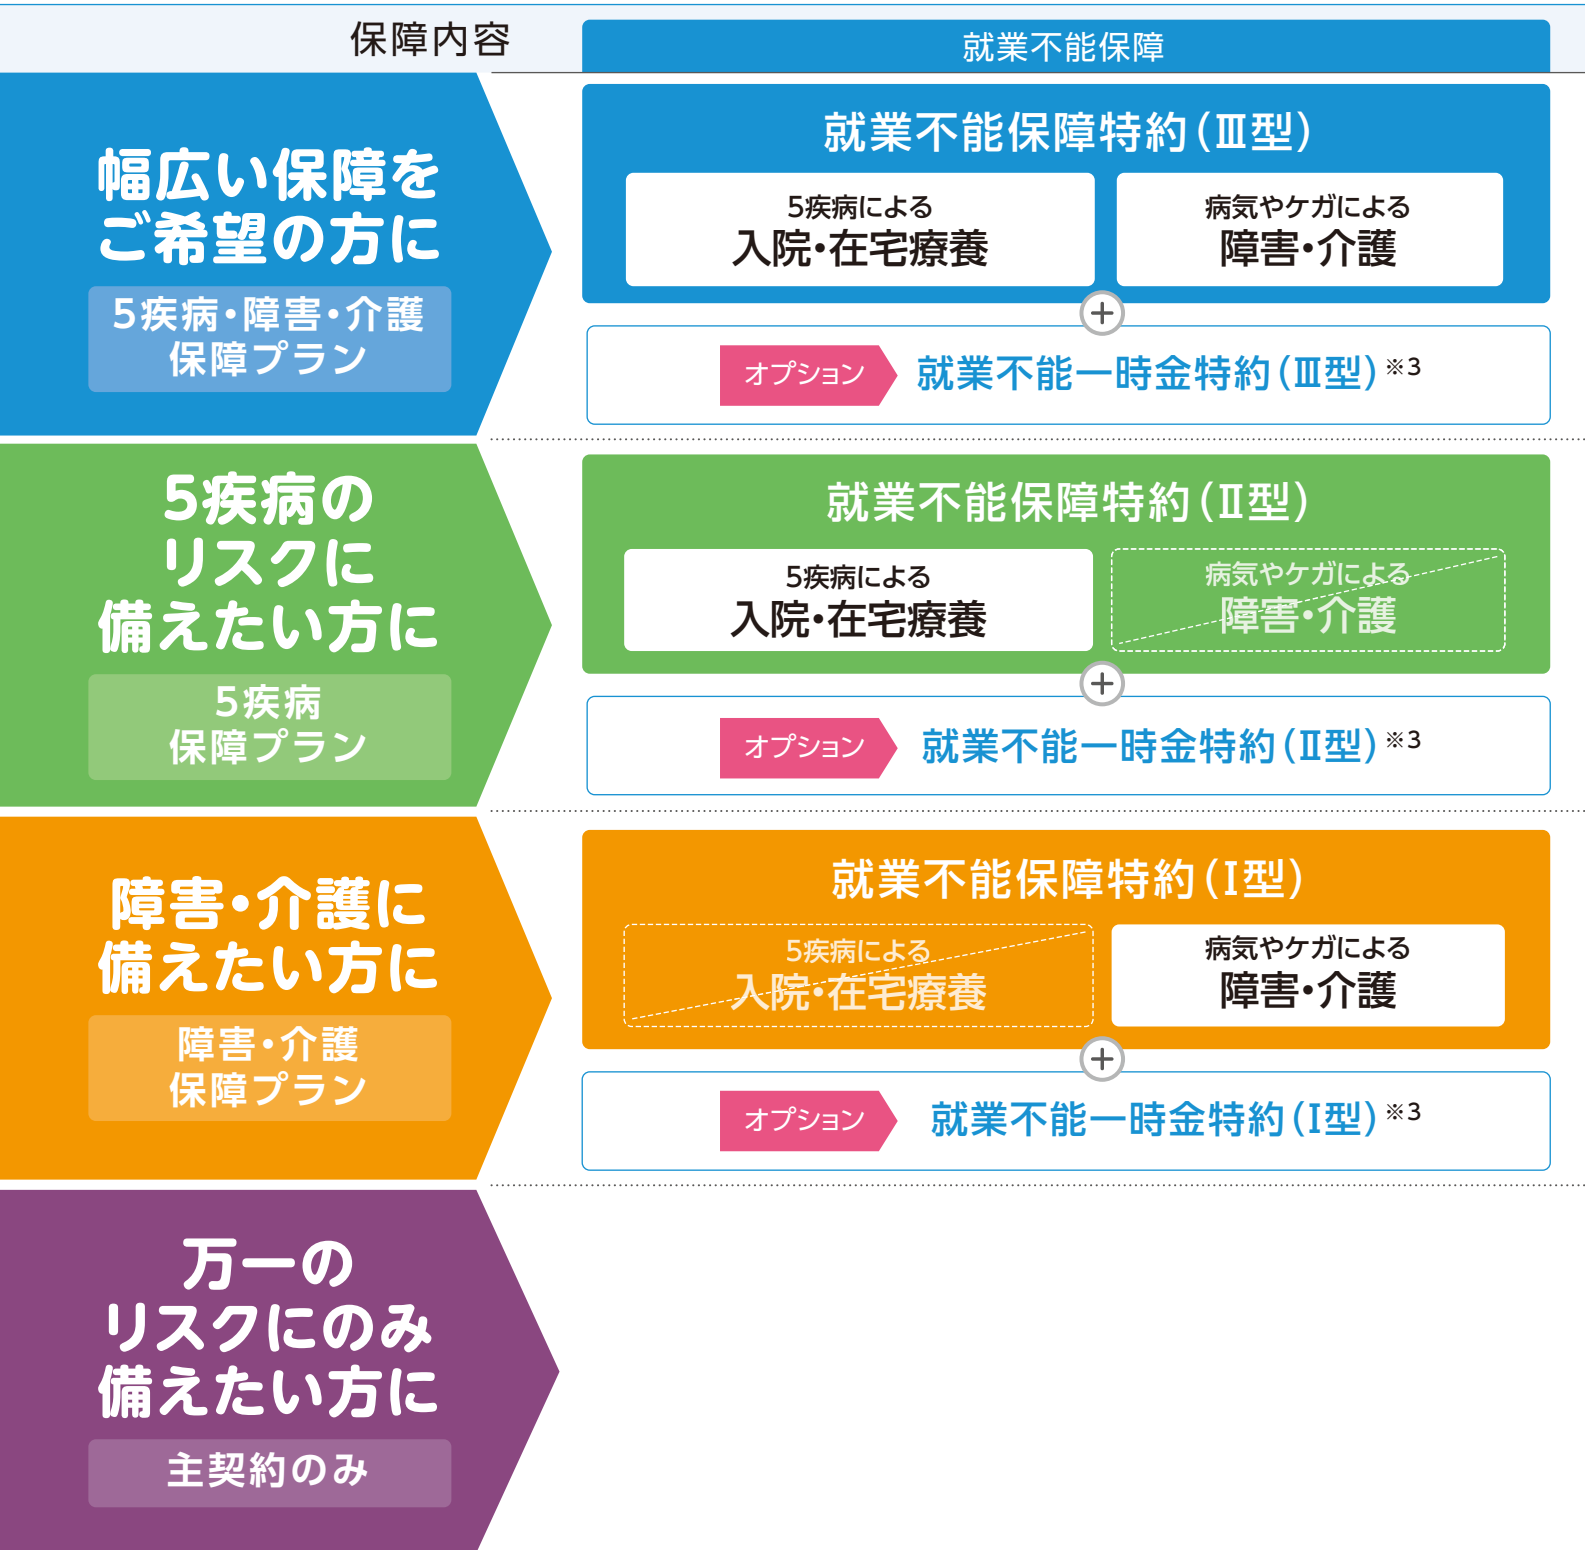 保障内容
就業不能保障
幅広い保障を
ご希望の方に
5疾病・障害・介護
保障プラン
就業不能保障特約(Ⅲ型)
5疾病による
入院・在宅療養
病気やケガによる
障害・介護
オプション
就業不能一時金特約(Ⅲ型)※3
5疾病の
リスクに
備えたい方に
5疾病
保障プラン
就業不能保障特約(Ⅱ型)
5疾病による
入院・在宅療養
病気やケガによる
障害・介護
オプション
就業不能一時金特約(Ⅱ型)※3
障害・介護に
備えたい方に
障害・介護
保障プラン
就業不能保障特約(Ⅰ型)
5疾病による
入院・在宅療養
病気やケガによる
障害・介護
オプション
就業不能一時金特約(Ⅰ型)※3
万一の
リスクにのみ
備えたい方に
主契約のみ